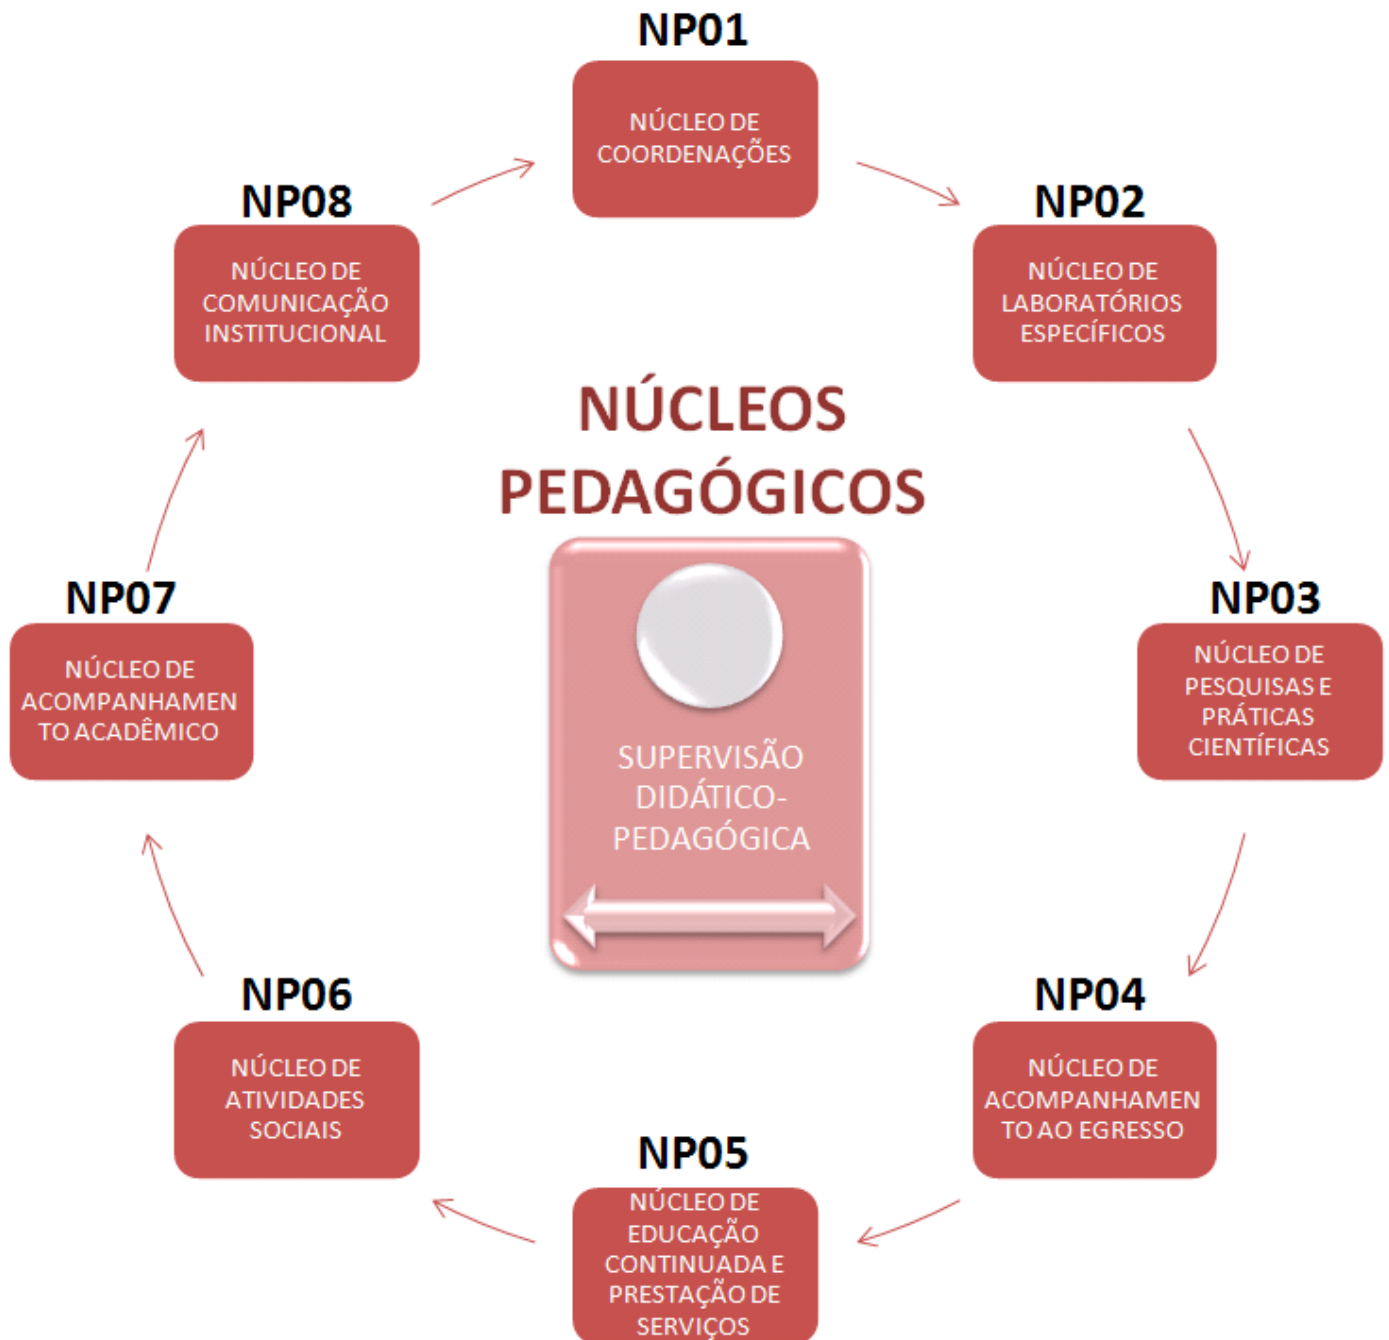 NP01
NÚCLEO DE
COORDENAÇÕES
NP02
NÚCLEO DE
LABORATÓRIOS
ESPECÍFICOS
NP03
NÚCLEO DE
PESQUISAS E
PRÁTICAS
CIENTÍFICAS
NP04
NÚCLEO DE
ACOMPANHAMEN
TO AO EGRESSO
NP05
NÚCLEO DE
EDUCAÇÃO
CONTINUADA E
PRESTAÇÃO DE
SERVIÇOS
NP06
NÚCLEO DE
ATIVIDADES
SOCIAIS
NP07
NÚCLEO DE
ACOMPANHAMEN
TO ACADÊMICO
NP08
NÚCLEO DE
COMUNICAÇÃO
INSTITUCIONAL
NÚCLEOS
PEDAGÓGICOS
SUPERVISÃO
DIDÁTICO-
PEDAGÓGICA